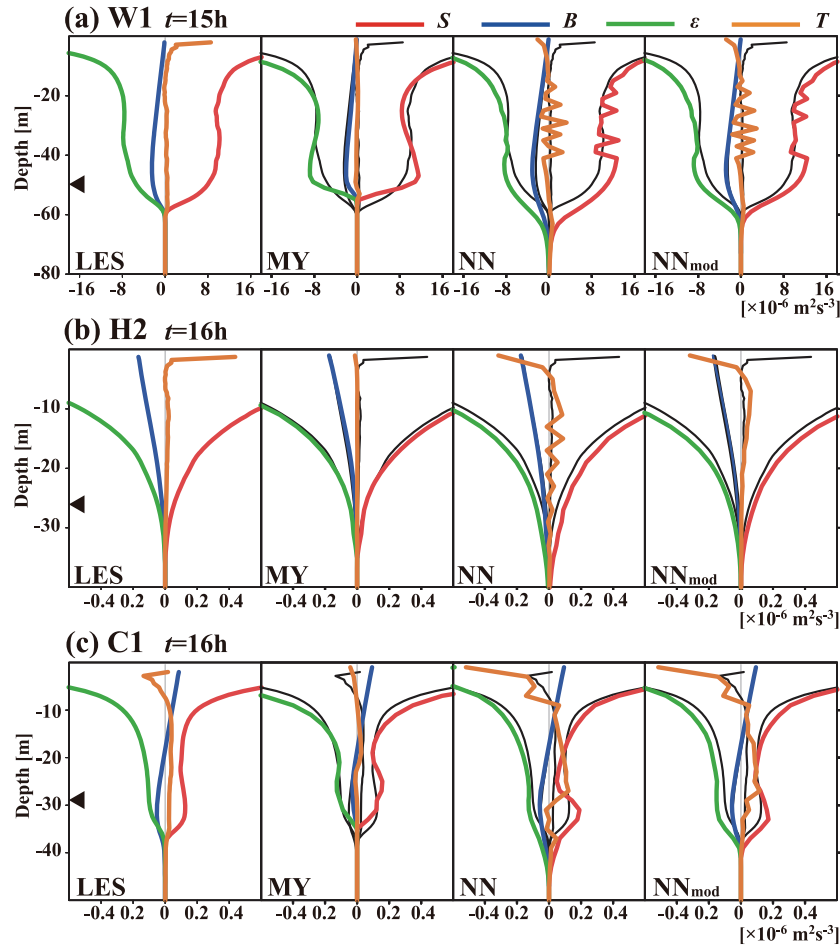 (a) W1 t=15h S B ε T
Depth [m]
-20
-40
-60
-80
LES MY NN NNmod
-16 -8 0 8 16 -16 -8 0 8 16 -16 -8 0 8 16 -16 -8 0 8 16
[×10-6 m2s-3]
(b) H2 t=16h
Depth [m]
-10
-20
-30
LES MY NN NNmod
-0.4 0.2 0 0.2 0.4 -0.4 0.2 0 0.2 0.4 -0.4 0.2 0 0.2 0.4 -0.4 0.2 0 0.2 0.4
[×10-6 m2s-3]
(c) C1 t=16h
Depth [m]
-10
-20
-30
-40
LES MY NN NNmod
-0.4 0.2 0 0.2 0.4 -0.4 0.2 0 0.2 0.4 -0.4 0.2 0 0.2 0.4 -0.4 0.2 0 0.2 0.4
[×10-6 m2s-3]